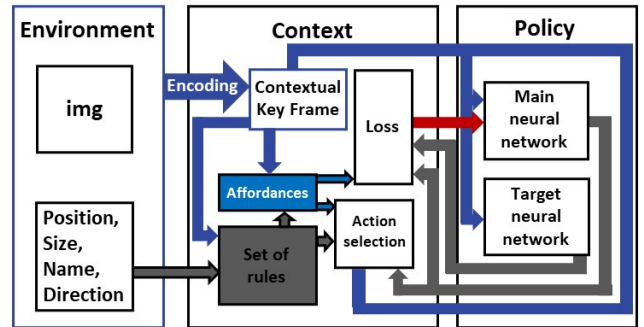 Environment
Context
Policy
img
Encoding
Contextual
Key Frame
Loss
Main
neural
network
Affordances
Target
neural
network
Position,
Size,
Name,
Direction
Set of
rules
Action
selection